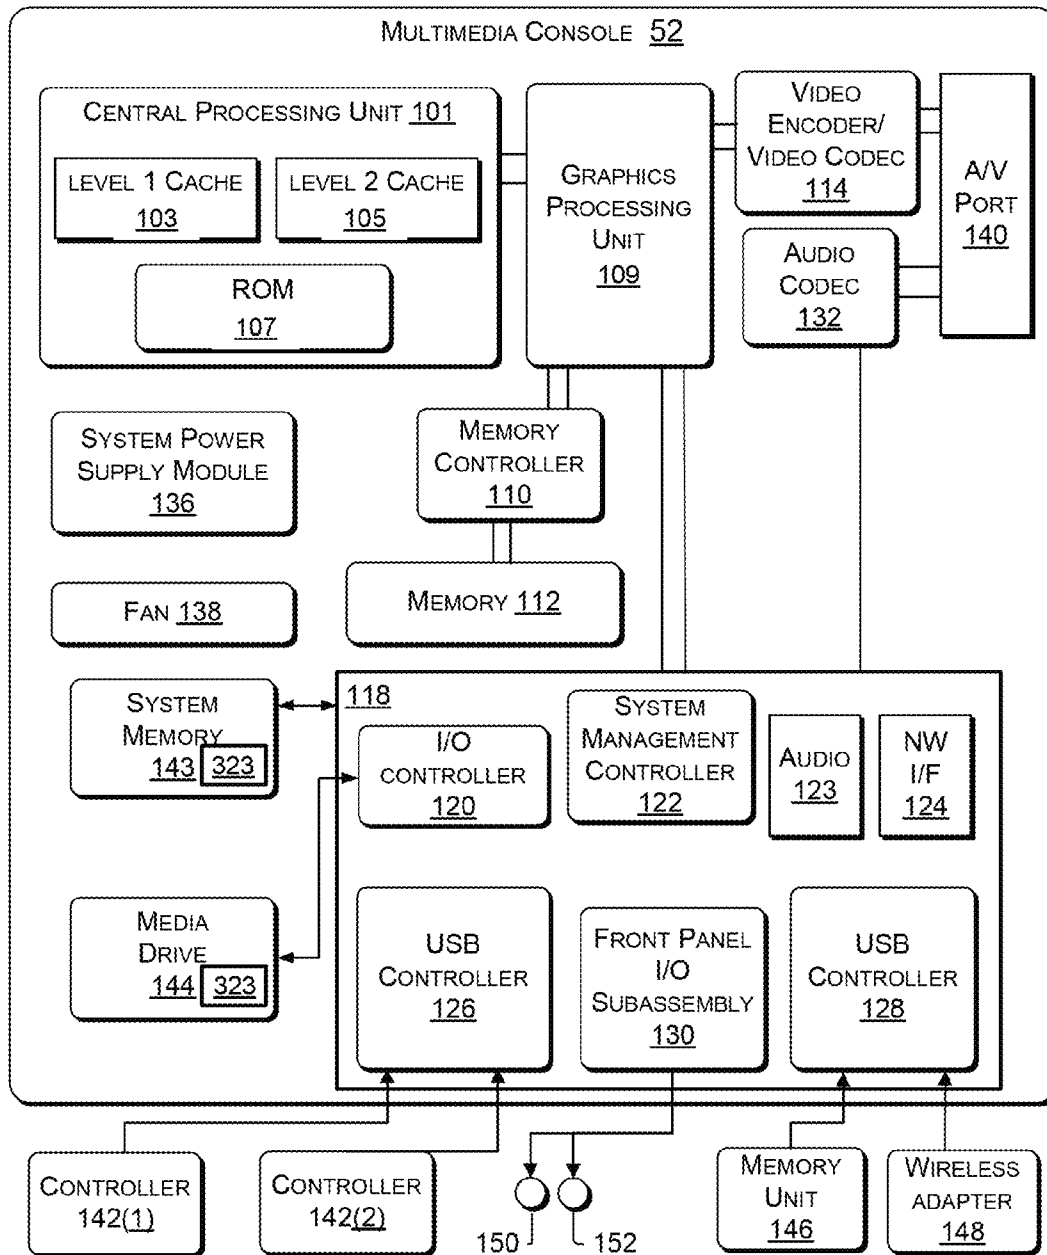 MULTIMEDIA CONSOLE 52
CENTRAL PROCESSING UNIT 101
LEVEL 1 CACHE
103
LEVEL 2 CACHE
105
ROM
107
GRAPHICS
PROCESSING
UNIT
109
VIDEO
ENCODER/
VIDEO CODEC
114
A/V
PORT
140
AUDIO
CODEC
132
SYSTEM POWER
SUPPLY MODULE
136
MEMORY
CONTROLLER
110
FAN 138
MEMORY 112
SYSTEM
MEMORY
143 323
118
I/O
CONTROLLER
120
SYSTEM
MANAGEMENT
CONTROLLER
122
AUDIO
123
NW
I/F
124
MEDIA
DRIVE
144 323
USB
CONTROLLER
126
FRONT PANEL
I/O
SUBASSEMBLY
130
USB
CONTROLLER
128
CONTROLLER
142(1)
CONTROLLER
142(2)
150
152
MEMORY
UNIT
146
WIRELESS
ADAPTER
148